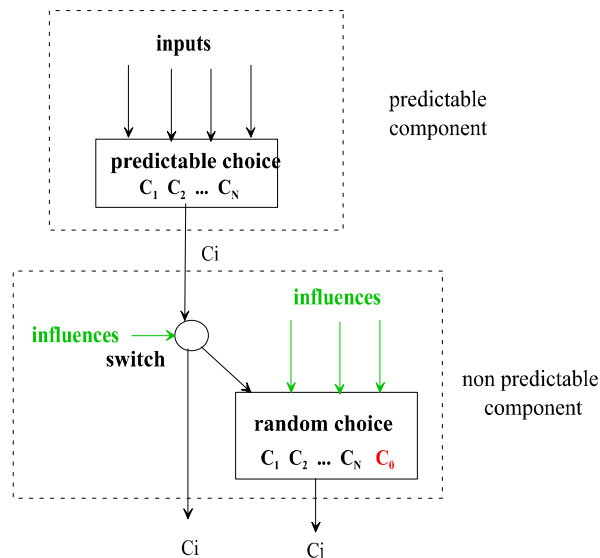 inputs
predictable
component
predictable choice
C1 C2 ... CN
Ci
influences
influences
switch
non predictable
component
random choice
C1 C2 ... CN C0
Ci
Cj